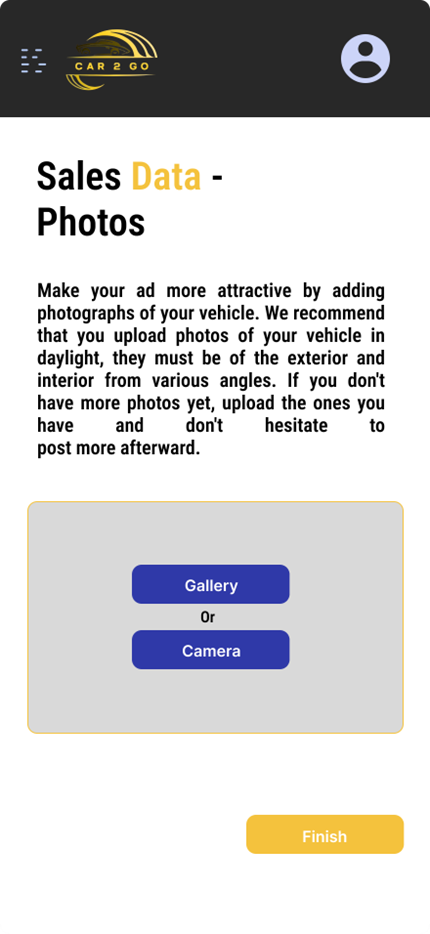 CAR 2 GO
Sales Data -
Photos
Make your ad more attractive by adding
photographs of your vehicle. We recommend
that you upload photos of your vehicle in
daylight, they must be of the exterior and
interior from various angles. If you don't
have more photos yet, upload the ones you
have and don't hesitate to
post more afterward.
Gallery
Or
Camera
Finish